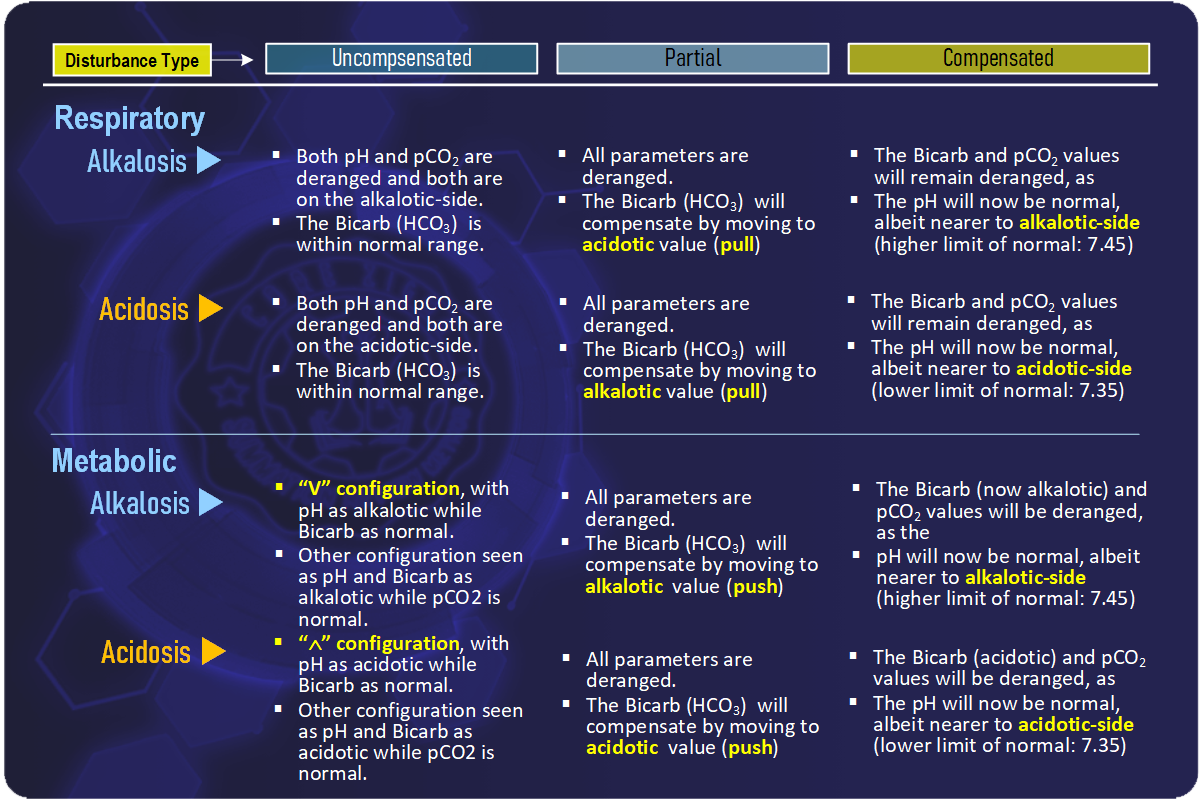 Disturbance Type
Uncompsensated
Partial
Compensated
Respiratory
Alkalosis
▪ Both pH and pCO₂ are
deranged and both are
on the alkalotic-side.
▪ The Bicarb (HCO₃) is
within normal range.
▪ All parameters are
deranged.
▪ The Bicarb (HCO₃) will
compensate by moving to
acidotic value (pull)
▪ The Bicarb and pCO₂ values
will remain deranged, as
▪ The pH will now be normal,
albeit nearer to alkalotic-side
(higher limit of normal: 7.45)
Acidosis
▪ Both pH and pCO₂ are
deranged and both are
on the acidotic-side.
▪ The Bicarb (HCO₃) is
within normal range.
▪ All parameters are
deranged.
▪ The Bicarb (HCO₃) will
compensate by moving to
alkalotic value (pull)
▪ The Bicarb and pCO₂ values
will remain deranged, as
▪ The pH will now be normal,
albeit nearer to acidotic-side
(lower limit of normal: 7.35)
Metabolic
Alkalosis
▪ “V” configuration, with
pH as alkalotic while
Bicarb as normal.
▪ Other configuration seen
as pH and Bicarb as
alkalotic while pCO2 is
normal.
▪ All parameters are
deranged.
▪ The Bicarb (HCO₃) will
compensate by moving to
alkalotic value (push)
▪ The Bicarb (now alkalotic) and
pCO₂ values will be deranged,
as the
▪ pH will now be normal, albeit
nearer to alkalotic-side
(higher limit of normal: 7.45)
Acidosis
▪ “˄” configuration, with
pH as acidotic while
Bicarb as normal.
▪ Other configuration seen
as pH and Bicarb as
acidotic while pCO2 is
normal.
▪ All parameters are
deranged.
▪ The Bicarb (HCO₃) will
compensate by moving to
acidotic value (push)
▪ The Bicarb (acidotic) and pCO₂
values will be deranged, as
▪ The pH will now be normal,
albeit nearer to acidotic-side
(lower limit of normal: 7.35)